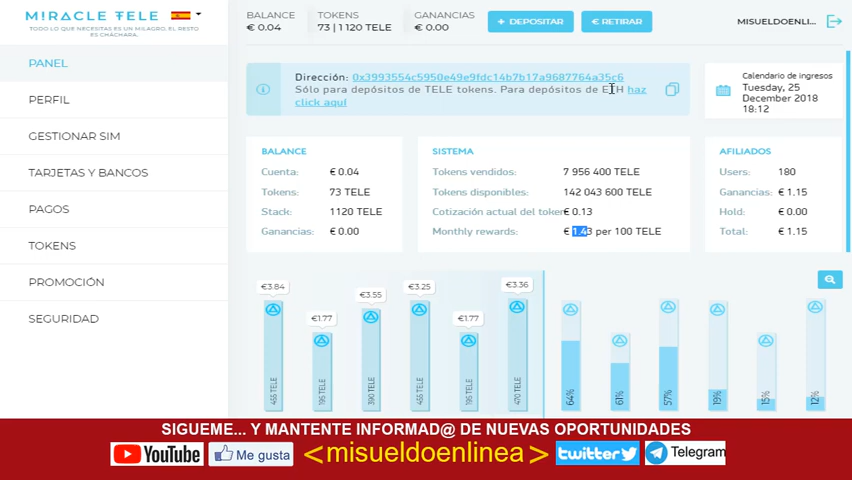 MIRACLE TELE
TODO LO QUE NECESITAS ES UN MILAGRO, EL RESTO
ES CHÁCHARA.
BALANCE
€ 0.04
TOKENS
73 | 1 120 TELE
GANANCIAS
€ 0.00
+ DEPOSITAR
€ RETIRAR
MISUELDOENLI...
PANEL
PERFIL
GESTIONAR SIM
TARJETAS Y BANCOS
PAGOS
TOKENS
PROMOCIÓN
SEGURIDAD
Dirección: 0x3993554c5950e49e9fdc14b7b17a9687764a35c6
Sólo para depósitos de TELE tokens. Para depósitos de ETH haz
click aquí
Calendario de ingresos
Tuesday, 25
December 2018
18:12
BALANCE
Cuenta: € 0.04
Tokens: 73 TELE
Stack: 1120 TELE
Ganancias: € 0.00
SISTEMA
Tokens vendidos: 7 956 400 TELE
Tokens disponibles: 142 043 600 TELE
Cotización actual del token € 0.13
Monthly rewards: € 1.43 per 100 TELE
AFILIADOS
Users: 180
Ganancias: € 1.15
Hold: € 0.00
Total: € 1.15
€3.84
€1.77
€3.55
€3.25
€1.77
€3.36
195 TELE
390 TELE
195 TELE
470 TELE
64%
61%
57%
19%
15%
12%
SIGUEME... Y MANTENTE INFORMAD@ DE NUEVAS OPORTUNIDADES
YouTube
Me gusta
<misueldoenlinea>
twitter
Telegram